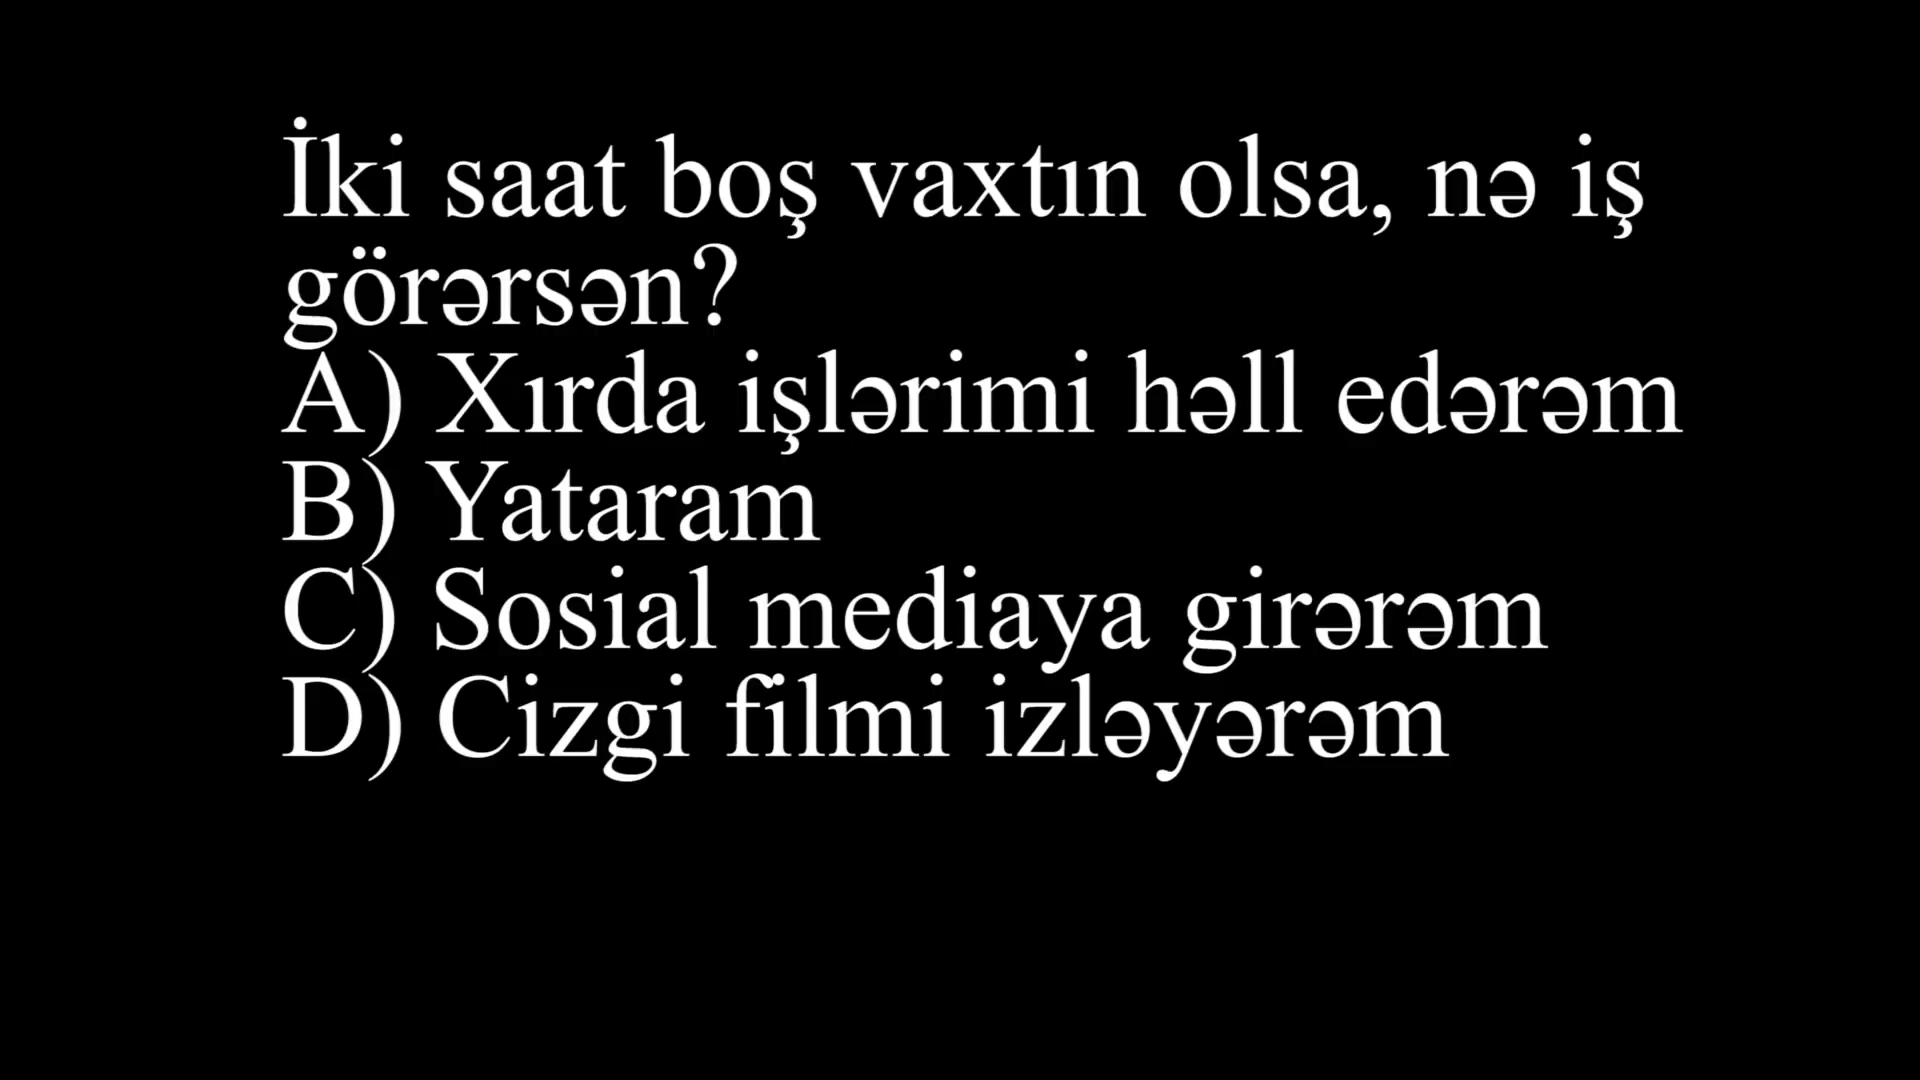 İki saat boş vaxtın olsa, nə iş
görərsən?
A) Xırda işlərimi həll edərəm
B) Yataram
C) Sosial mediaya girərəm
D) Cizgi filmi izləyərəm